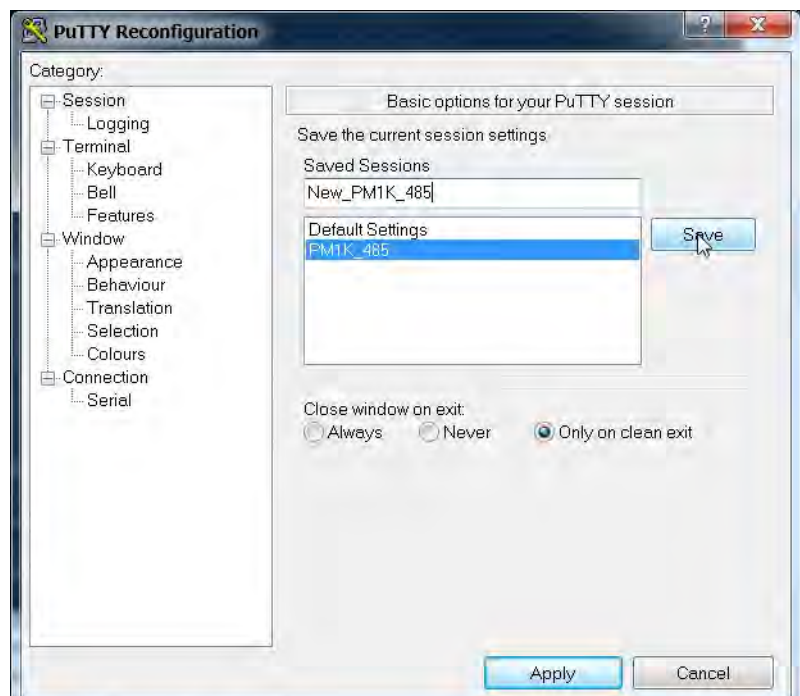 PuTTY Reconfiguration
?
X
Category:
Session
Logging
Terminal
Keyboard
Bell
Features
Window
Appearance
Behaviour
Translation
Selection
Colours
Connection
Serial
Basic options for your PuTTY session
Save the current session settings
Saved Sessions
New_PM1K_485
Default Settings
PM1K_485
Save
Close window on exit:
Always Never Only on clean exit
Apply Cancel